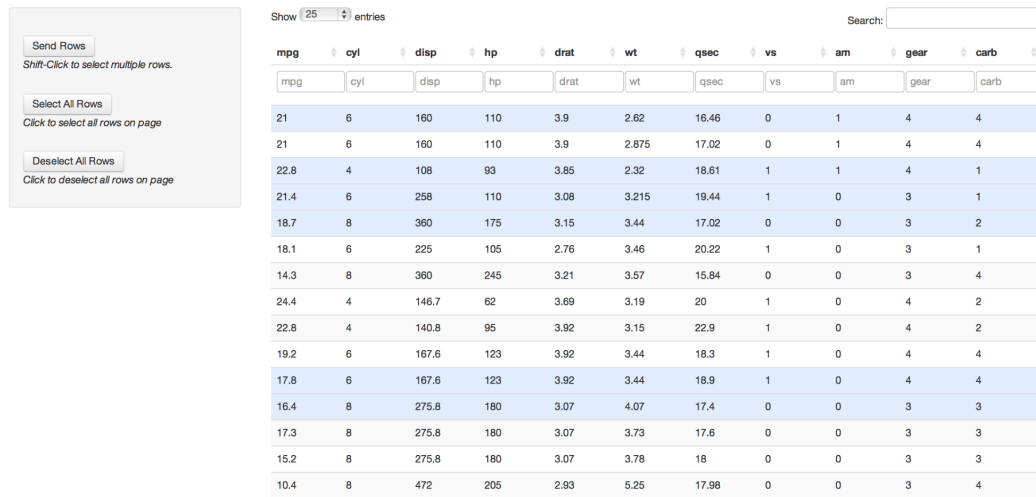 Send Rows
Shift-Click to select multiple rows.
Select All Rows
Click to select all rows on page
Deselect All Rows
Click to deselect all rows on page
Show 25 entries
Search:
mpg cyl disp hp drat wt qsec vs am gear carb
mpg cyl disp hp drat wt qsec vs am gear carb
21 6 160 110 3.9 2.62 16.46 0 1 4 4
21 6 160 110 3.9 2.875 17.02 0 1 4 4
22.8 4 108 93 3.85 2.32 18.61 1 1 4 1
21.4 6 258 110 3.08 3.215 19.44 1 0 3 1
18.7 8 360 175 3.15 3.44 17.02 0 0 3 2
18.1 6 225 105 2.76 3.46 20.22 1 0 3 1
14.3 8 360 245 3.21 3.57 15.84 0 0 3 4
24.4 4 146.7 62 3.69 3.19 20 1 0 4 2
22.8 4 140.8 95 3.92 3.15 22.9 1 0 4 2
19.2 6 167.6 123 3.92 3.44 18.3 1 0 4 4
17.8 6 167.6 123 3.92 3.44 18.9 1 0 4 4
16.4 8 275.8 180 3.07 4.07 17.4 0 0 3 3
17.3 8 275.8 180 3.07 3.73 17.6 0 0 3 3
15.2 8 275.8 180 3.07 3.78 18 0 0 3 3
10.4 8 472 205 2.93 5.25 17.98 0 0 3 4